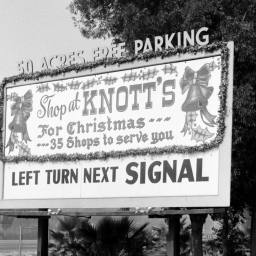 50 ACRES FREE PARKING
Shop at KNOTT'S
For Christmas ---
--- 35 Shops to serve you
LEFT TURN NEXT SIGNAL